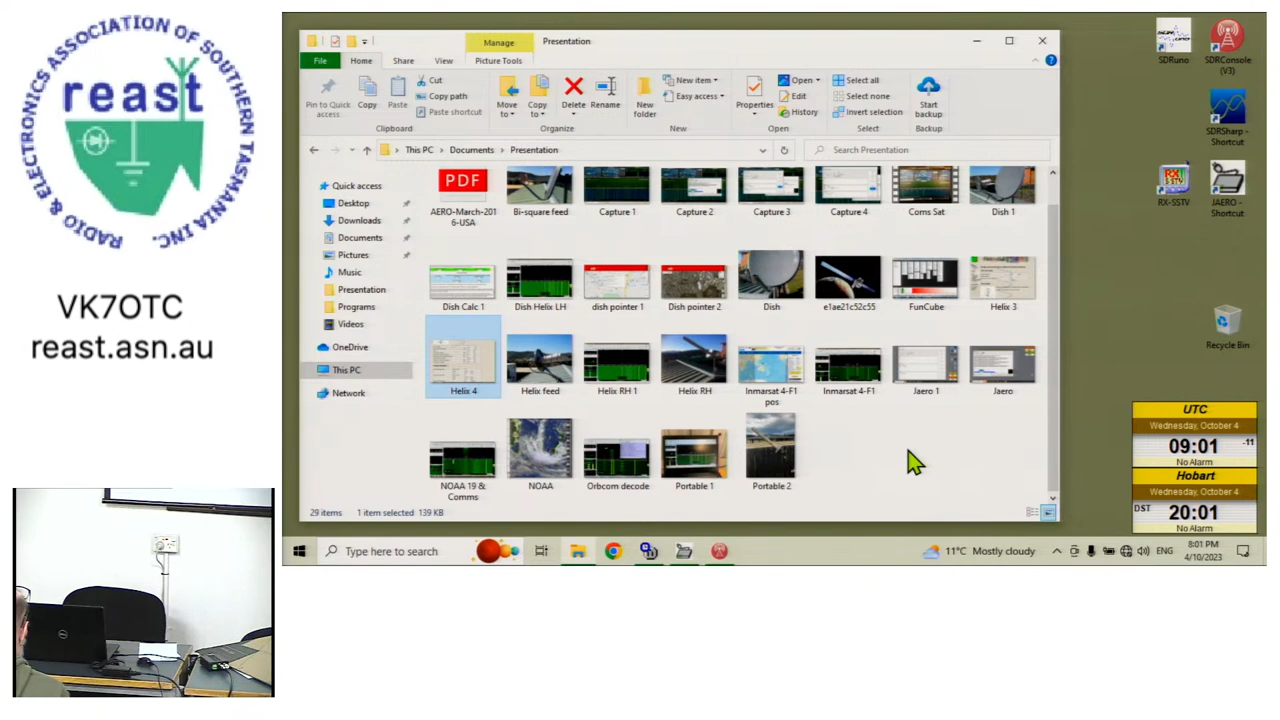 RADIO & ELECTRONICS ASSOCIATION OF SOUTHERN TASMANIA INC.
reast
VK7OTC
reast.asn.au
Manage
Presentation
File
Home
Share
View
Picture Tools
Pin to Quick access
Copy
Paste
Cut
Copy path
Paste shortcut
Clipboard
Move to
Copy to
Delete
Rename
Organize
New folder
New item
Easy access
New
Properties
Open
Edit
History
Open
Select all
Select none
Invert selection
Select
Start backup
Backup
This PC
Documents
Presentation
Search Presentation
Quick access
Desktop
Downloads
Documents
Pictures
Music
Presentation
Programs
Videos
OneDrive
This PC
Network
PDF
AERO-March-201
6-USA
Bi-square feed
Capture 1
Capture 2
Capture 3
Capture 4
Coms Sat
Dish 1
Dish Calc 1
Dish Helix LH
dish pointer 1
Dish pointer 2
Dish
e1ae21c52c55
FunCube
Helix 3
Helix 4
Helix feed
Helix RH 1
Helix RH
Inmarsat 4-F1
pos
Inmarsat 4-F1
Jaero 1
Jaero
NOAA 19 &
Comms
NOAA
Orbcom decode
Portable 1
Portable 2
29 items
1 item selected 139 KB
SDRuno
SDRConsole
(V3)
SDRSharp -
Shortcut
RX-SSTV
JAERO -
Shortcut
Recycle Bin
UTC
Wednesday, October 4
09:01
-11
No Alarm
Hobart
Wednesday, October 4
DST
20:01
No Alarm
Type here to search
11°C Mostly cloudy
ENG
8:01 PM
4/10/2023
DELL